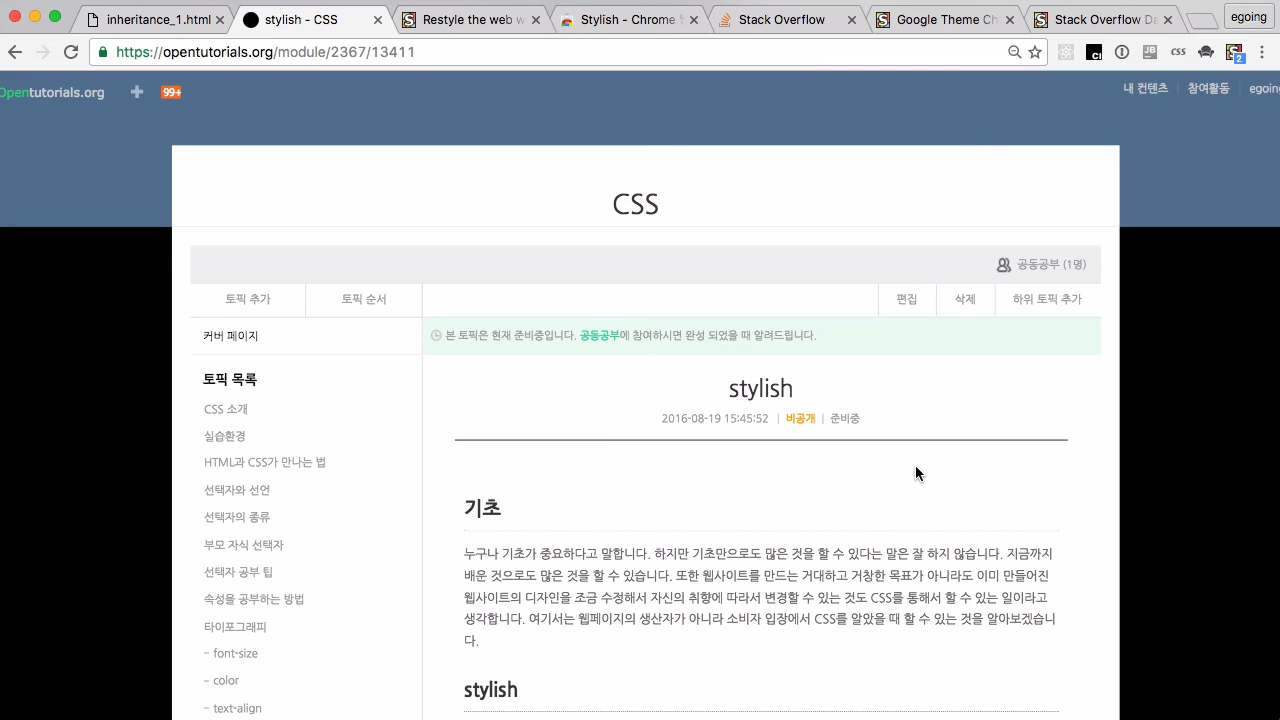 inheritance_1.html
stylish - CSS
Restyle the web w
Stylish - Chrome
Stack Overflow
Google Theme Ch
Stack Overflow Da
egoing
https://opentutorials.org/module/2367/13411
JB
css
2
Opentutorials.org
99+
내 컨텐츠
참여활동
egoing
CSS
공동공부 (1명)
토픽 추가
토픽 순서
편집
삭제
하위 토픽 추가
커버 페이지
본 토픽은 현재 준비중입니다. 공동공부에 참여하시면 완성 되었을 때 알려드립니다.
토픽 목록
CSS 소개
실습환경
HTML과 CSS가 만나는 법
선택자와 선언
선택자의 종류
부모 자식 선택자
선택자 공부 팁
속성을 공부하는 방법
타이포그래피
- font-size
- color
- text-align
stylish
2016-08-19 15:45:52 | 비공개 | 준비중
기초
누구나 기초가 중요하다고 말합니다. 하지만 기초만으로도 많은 것을 할 수 있다는 말은 잘 하지 않습니다. 지금까지
배운 것으로도 많은 것을 할 수 있습니다. 또한 웹사이트를 만드는 거대하고 거창한 목표가 아니라도 이미 만들어진
웹사이트의 디자인을 조금 수정해서 자신의 취향에 따라서 변경할 수 있는 것도 CSS를 통해서 할 수 있는 일이라고
생각합니다. 여기서는 웹페이지의 생산자가 아니라 소비자 입장에서 CSS를 알았을 때 할 수 있는 것을 알아보겠습니
다.
stylish